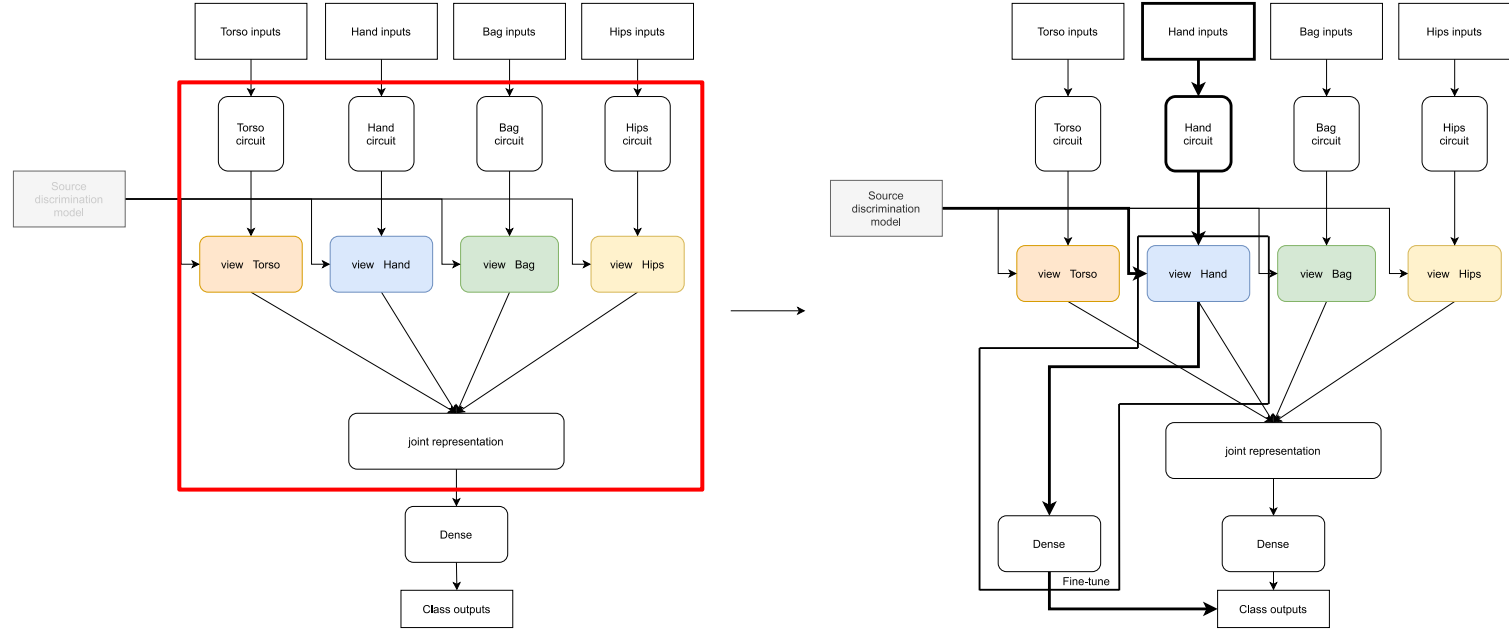 Torso inputs
Hand inputs
Bag inputs
Hips inputs
Torso
circuit
Hand
circuit
Bag
circuit
Hips
circuit
Source
discrimination
model
view Torso
view Hand
view Bag
view Hips
joint representation
Dense
Class outputs
Torso inputs
Hand inputs
Bag inputs
Hips inputs
Torso
circuit
Hand
circuit
Bag
circuit
Hips
circuit
Source
discrimination
model
view Torso
view Hand
view Bag
view Hips
joint representation
Dense
Dense
Fine-tune
Class outputs